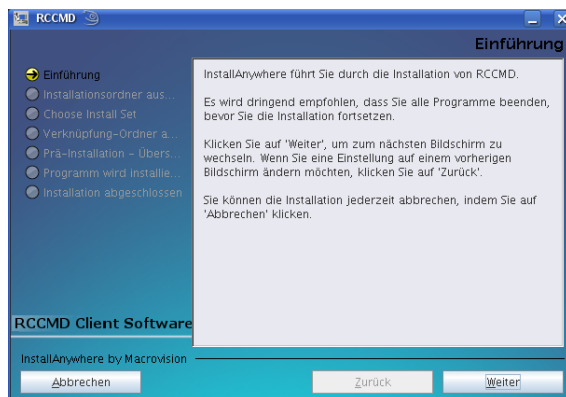 RCCMD
Einführung
Einführung
Installationsordner aus...
Choose Install Set
Verknüpfung-Ordner a...
Prä-Installation - Übers...
Programm wird installie...
Installation abgeschlossen
InstallAnywhere führt Sie durch die Installation von RCCMD.
Es wird dringend empfohlen, dass Sie alle Programme beenden,
bevor Sie die Installation fortsetzen.
Klicken Sie auf 'Weiter', um zum nächsten Bildschirm zu
wechseln. Wenn Sie eine Einstellung auf einem vorherigen
Bildschirm ändern möchten, klicken Sie auf 'Zurück'.
Sie können die Installation jederzeit abbrechen, indem Sie auf
'Abbrechen' klicken.
RCCMD Client Software
InstallAnywhere by Macrovision
Abbrechen
Zurück
Weiter